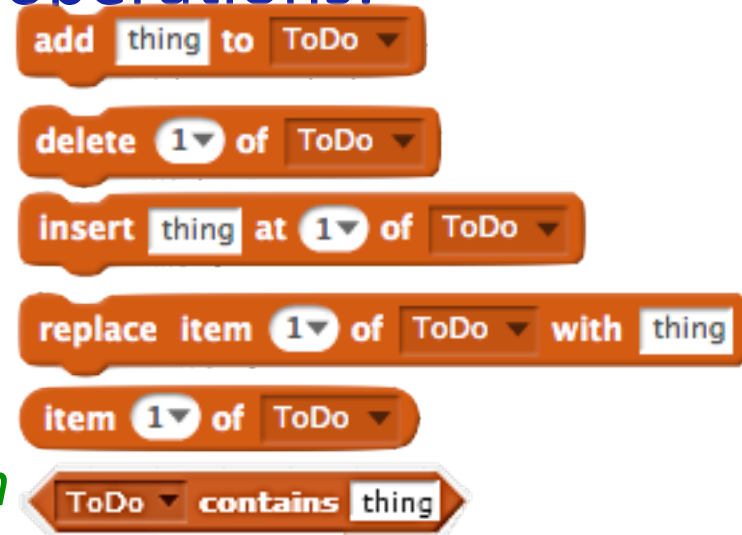 operations:
add thing to ToDo
delete 1 of ToDo
insert thing at 1 of ToDo
replace item 1 of ToDo with thing
item 1 of ToDo
ToDo contains thing